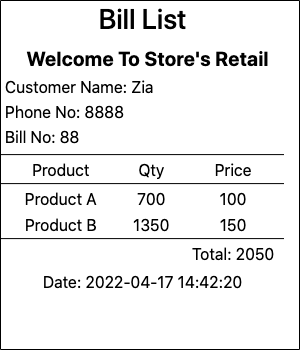 Bill List
Welcome To Store's Retail
Customer Name: Zia
Phone No: 8888
Bill No: 88
Product Qty Price
Product A 700 100
Product B 1350 150
Total: 2050
Date: 2022-04-17 14:42:20